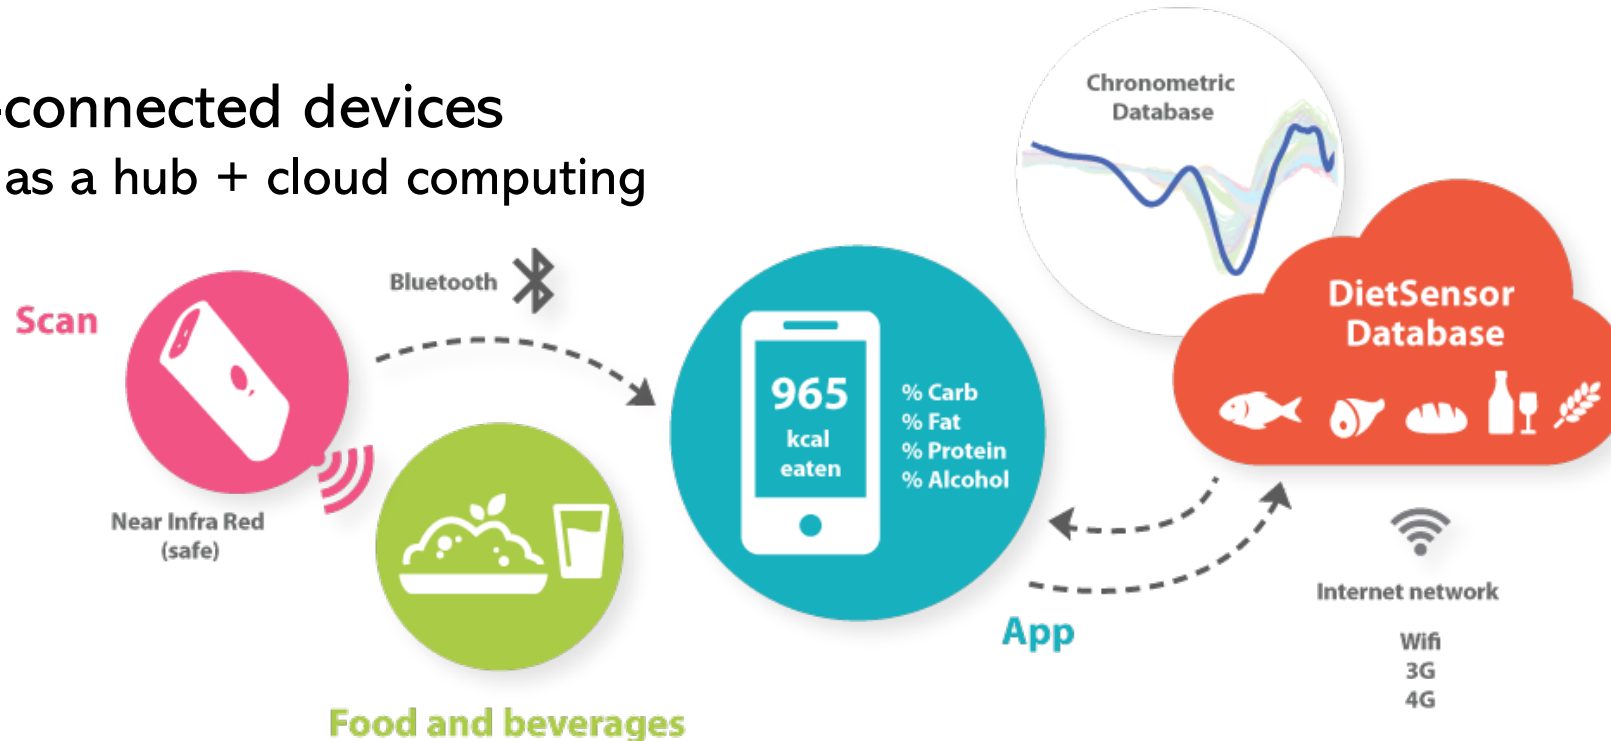 -connected devices
as a hub + cloud computing
Chronometric
Database
Bluetooth
Scan
DietSensor
Database
965
kcal
eaten
% Carb
% Fat
% Protein
% Alcohol
Near Infra Red
(safe)
Internet network
App
Wifi
3G
4G
Food and beverages